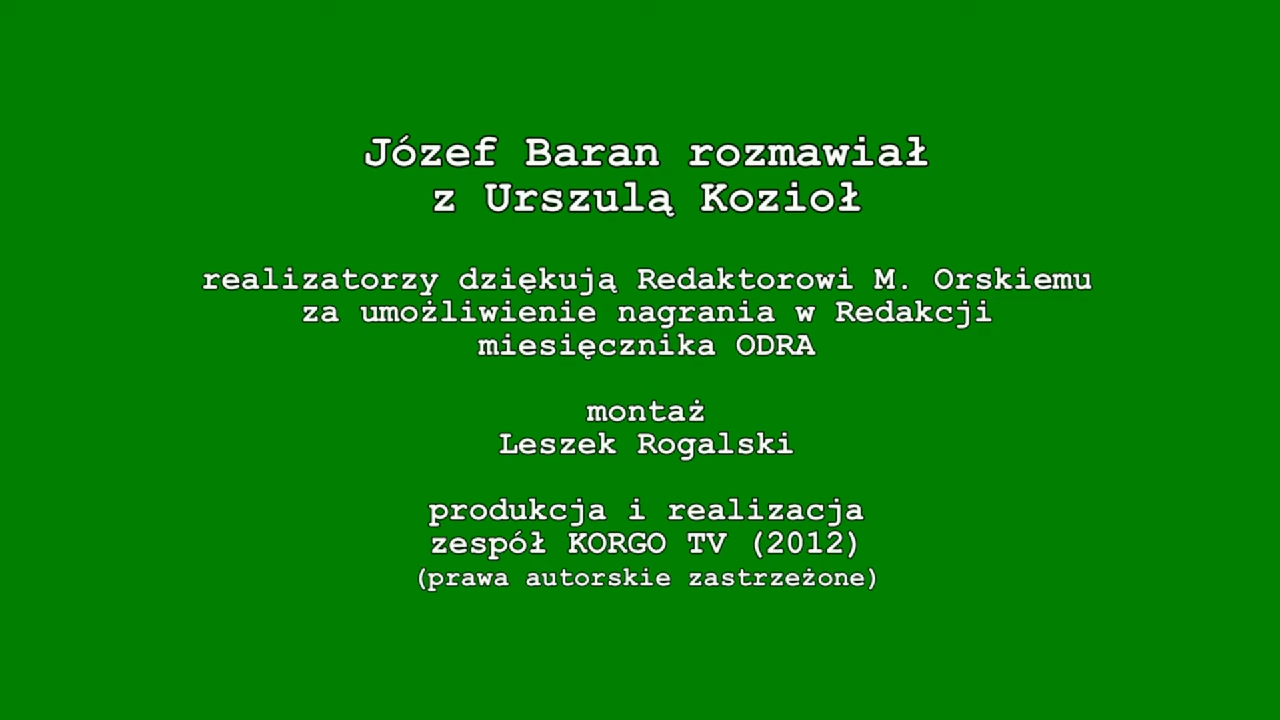 Józef Baran rozmawiał
z Urszulą Kozioł
realizatorzy dziękują Redaktorowi M. Orskiemu
za umożliwienie nagrania w Redakcji
miesięcznika ODRA
montaż
Leszek Rogalski
produkcja i realizacja
zespół KORGO TV (2012)
(prawa autorskie zastrzeżone)